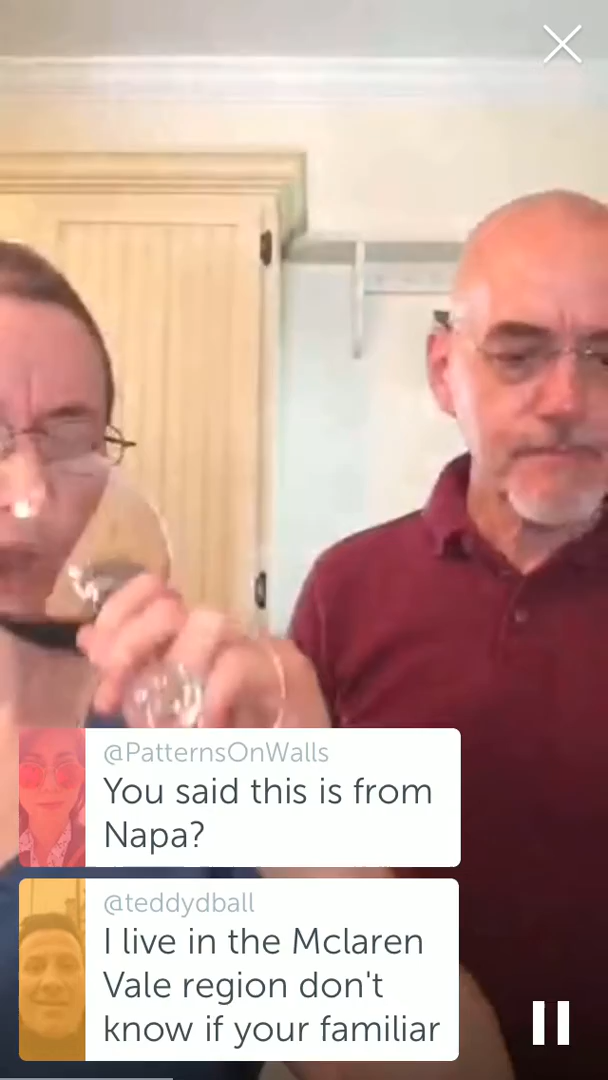 @PatternsOnWalls
You said this is from
Napa?
@teddydball
I live in the Mclaren
Vale region don't
know if your familiar